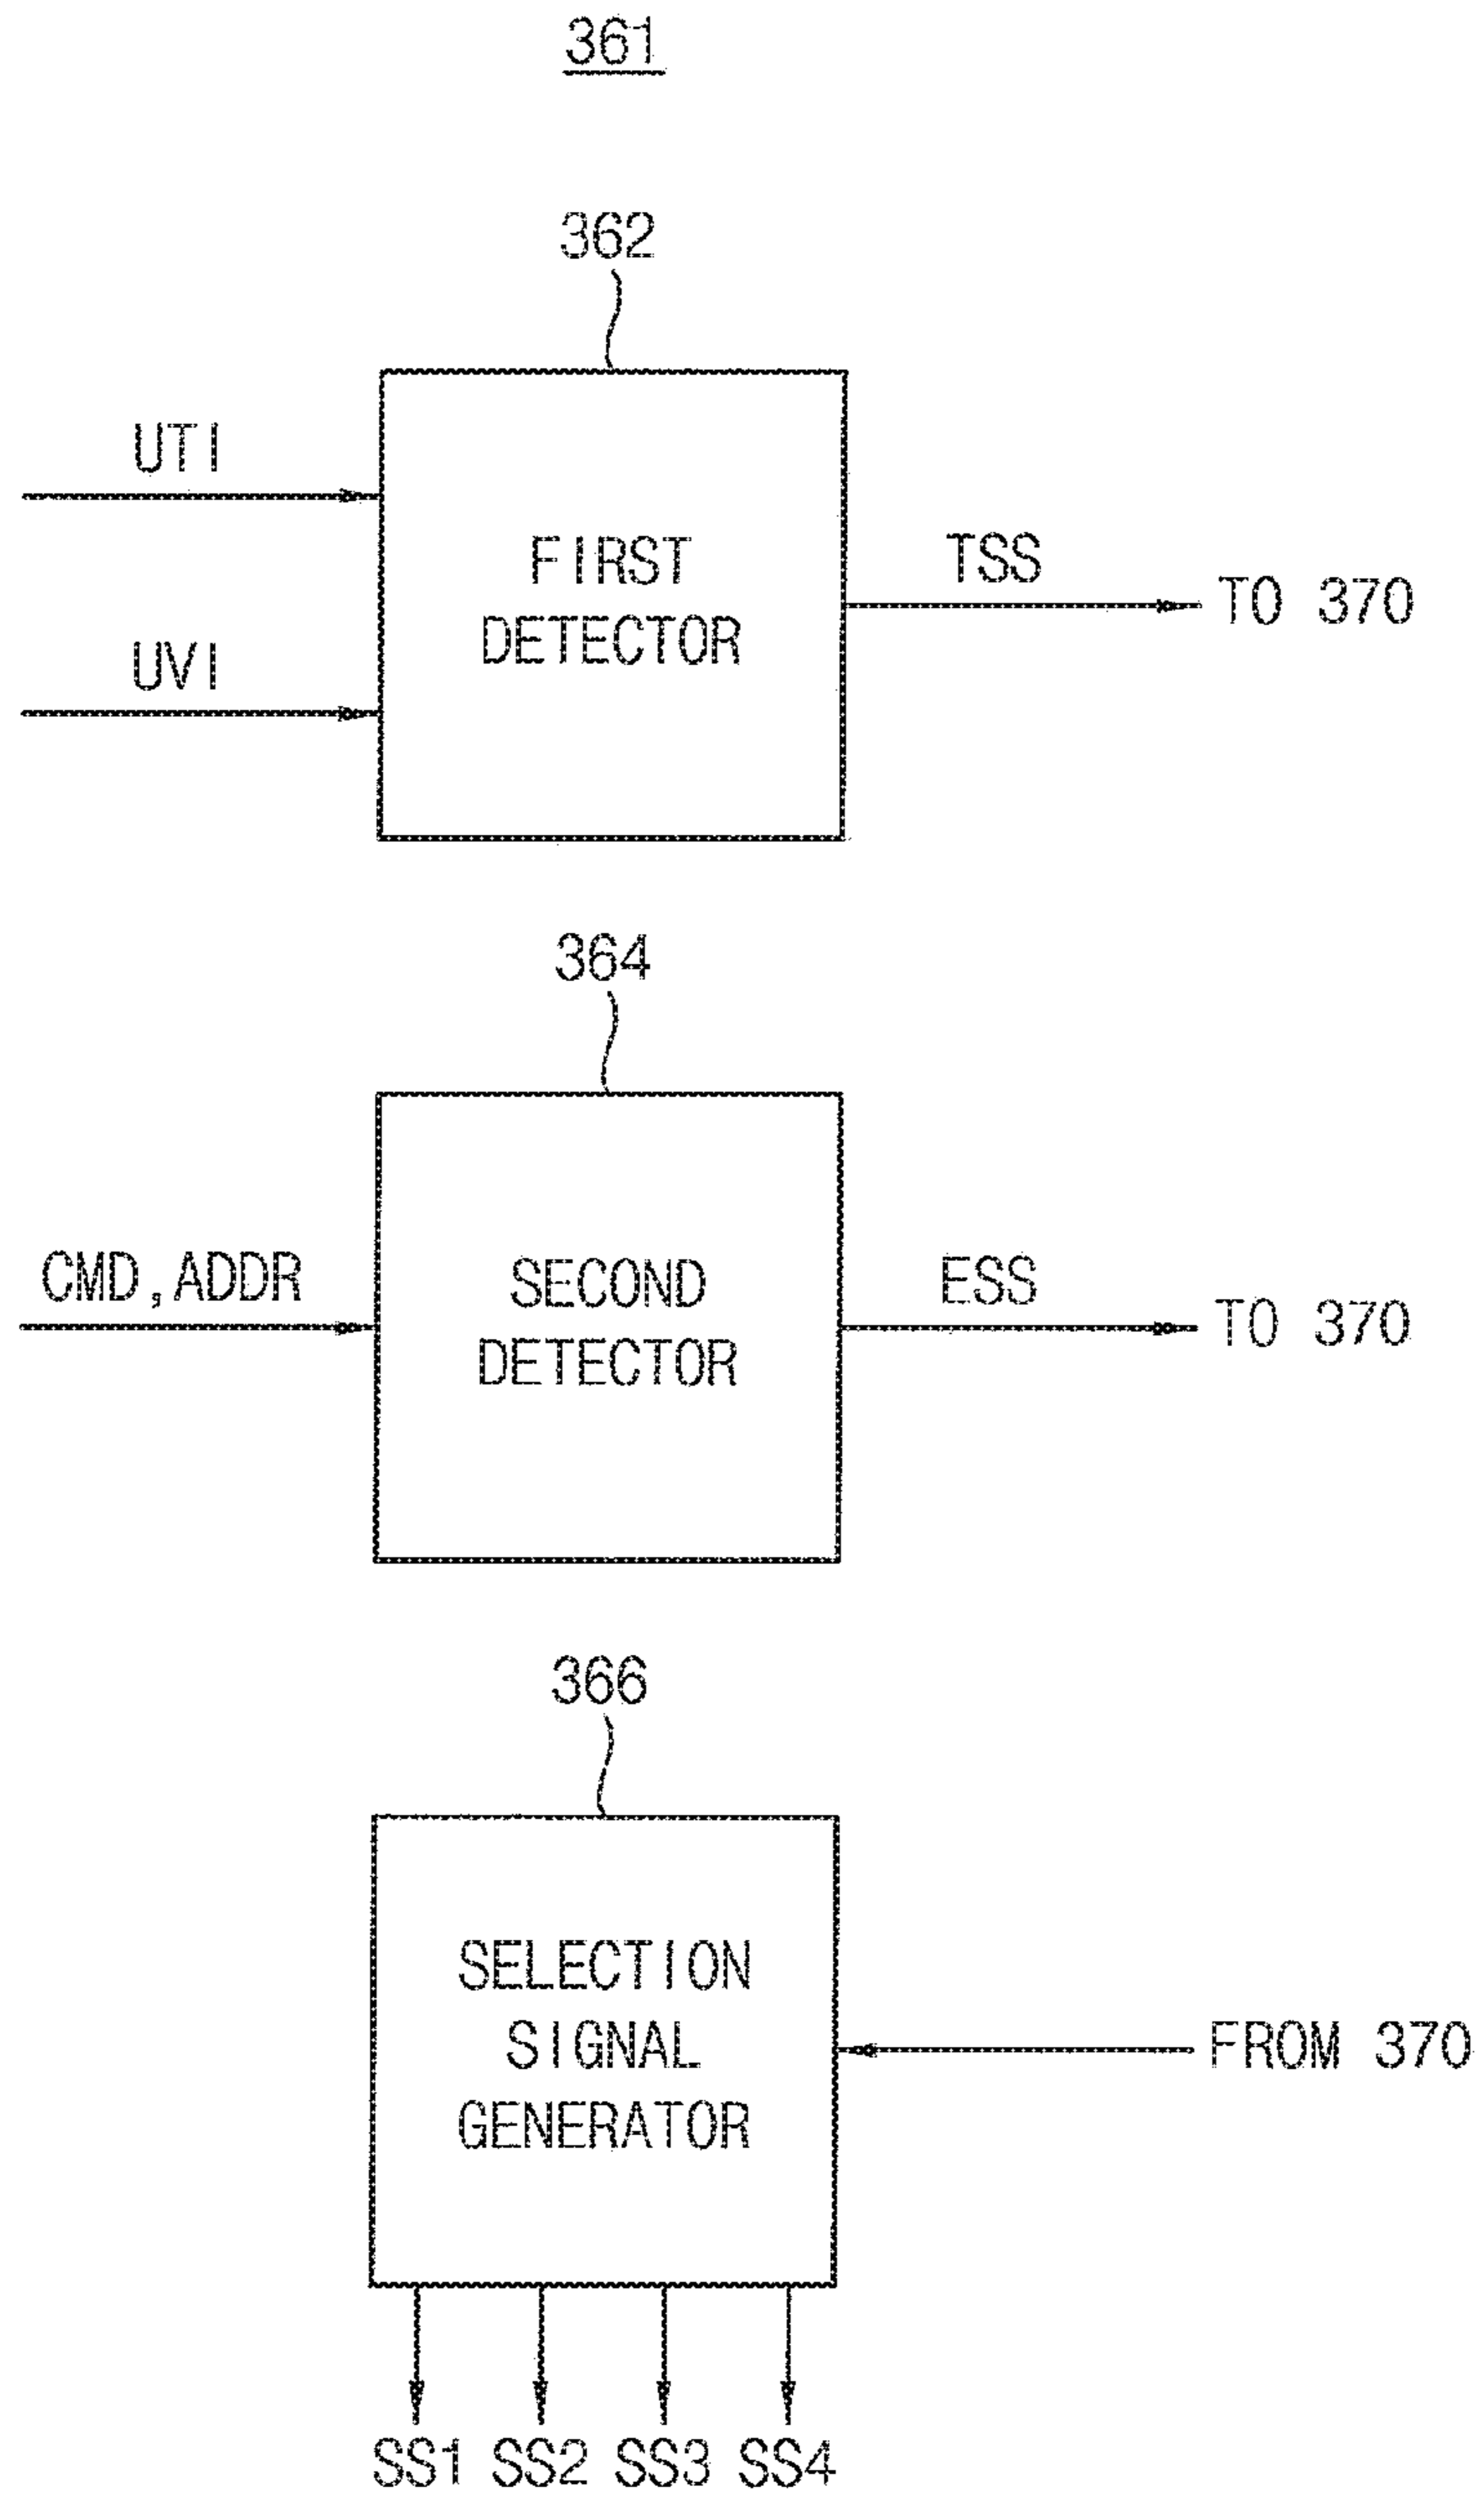 361
362
UTI
FIRST
DETECTOR
TSS
TO 370
UVI
364
CMD,ADDR
SECOND
DETECTOR
ESS
TO 370
366
SELECTION
SIGNAL
GENERATOR
FROM 370
SS1 SS2 SS3 SS4